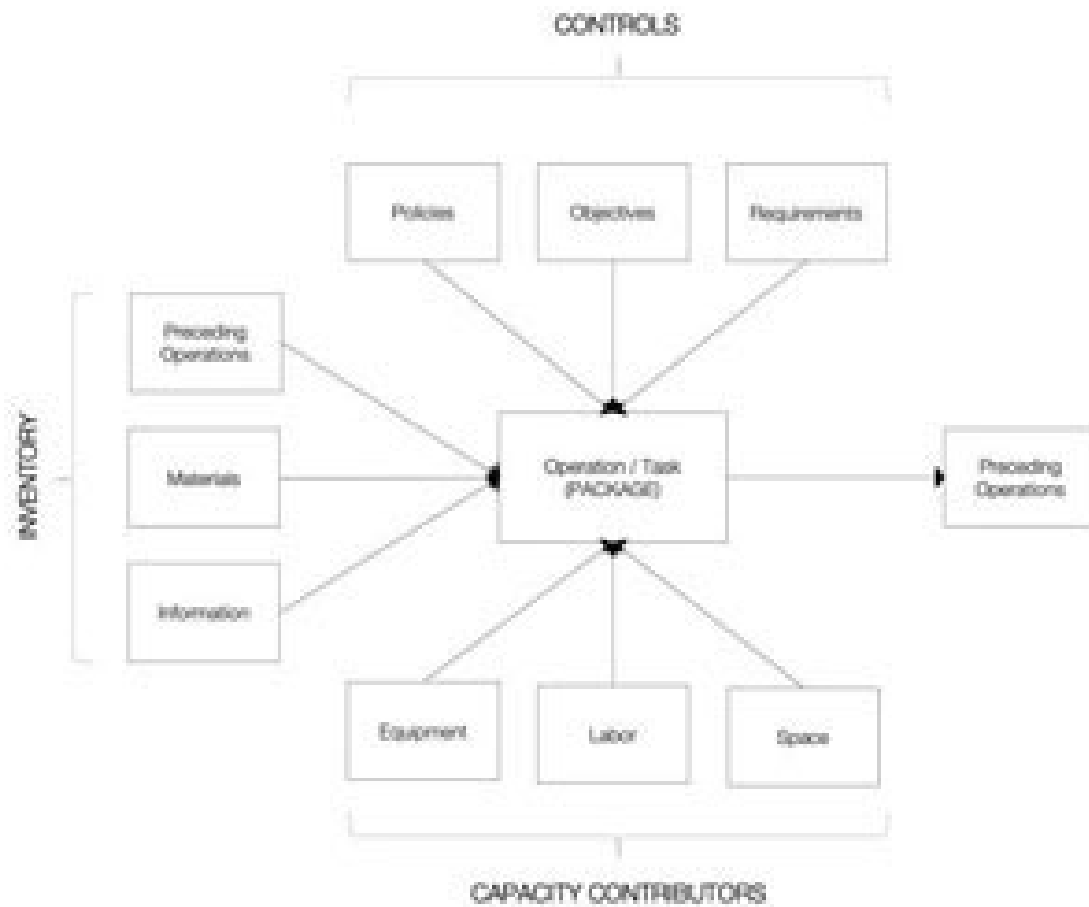 CONTROLS
Policies
Objectives
Requirements
INVENTORY
Preceding
Operations
Materials
Information
Operation / Task
(PACKAGE)
Preceding
Operations
Equipment
Labor
Space
CAPACITY CONTRIBUTORS